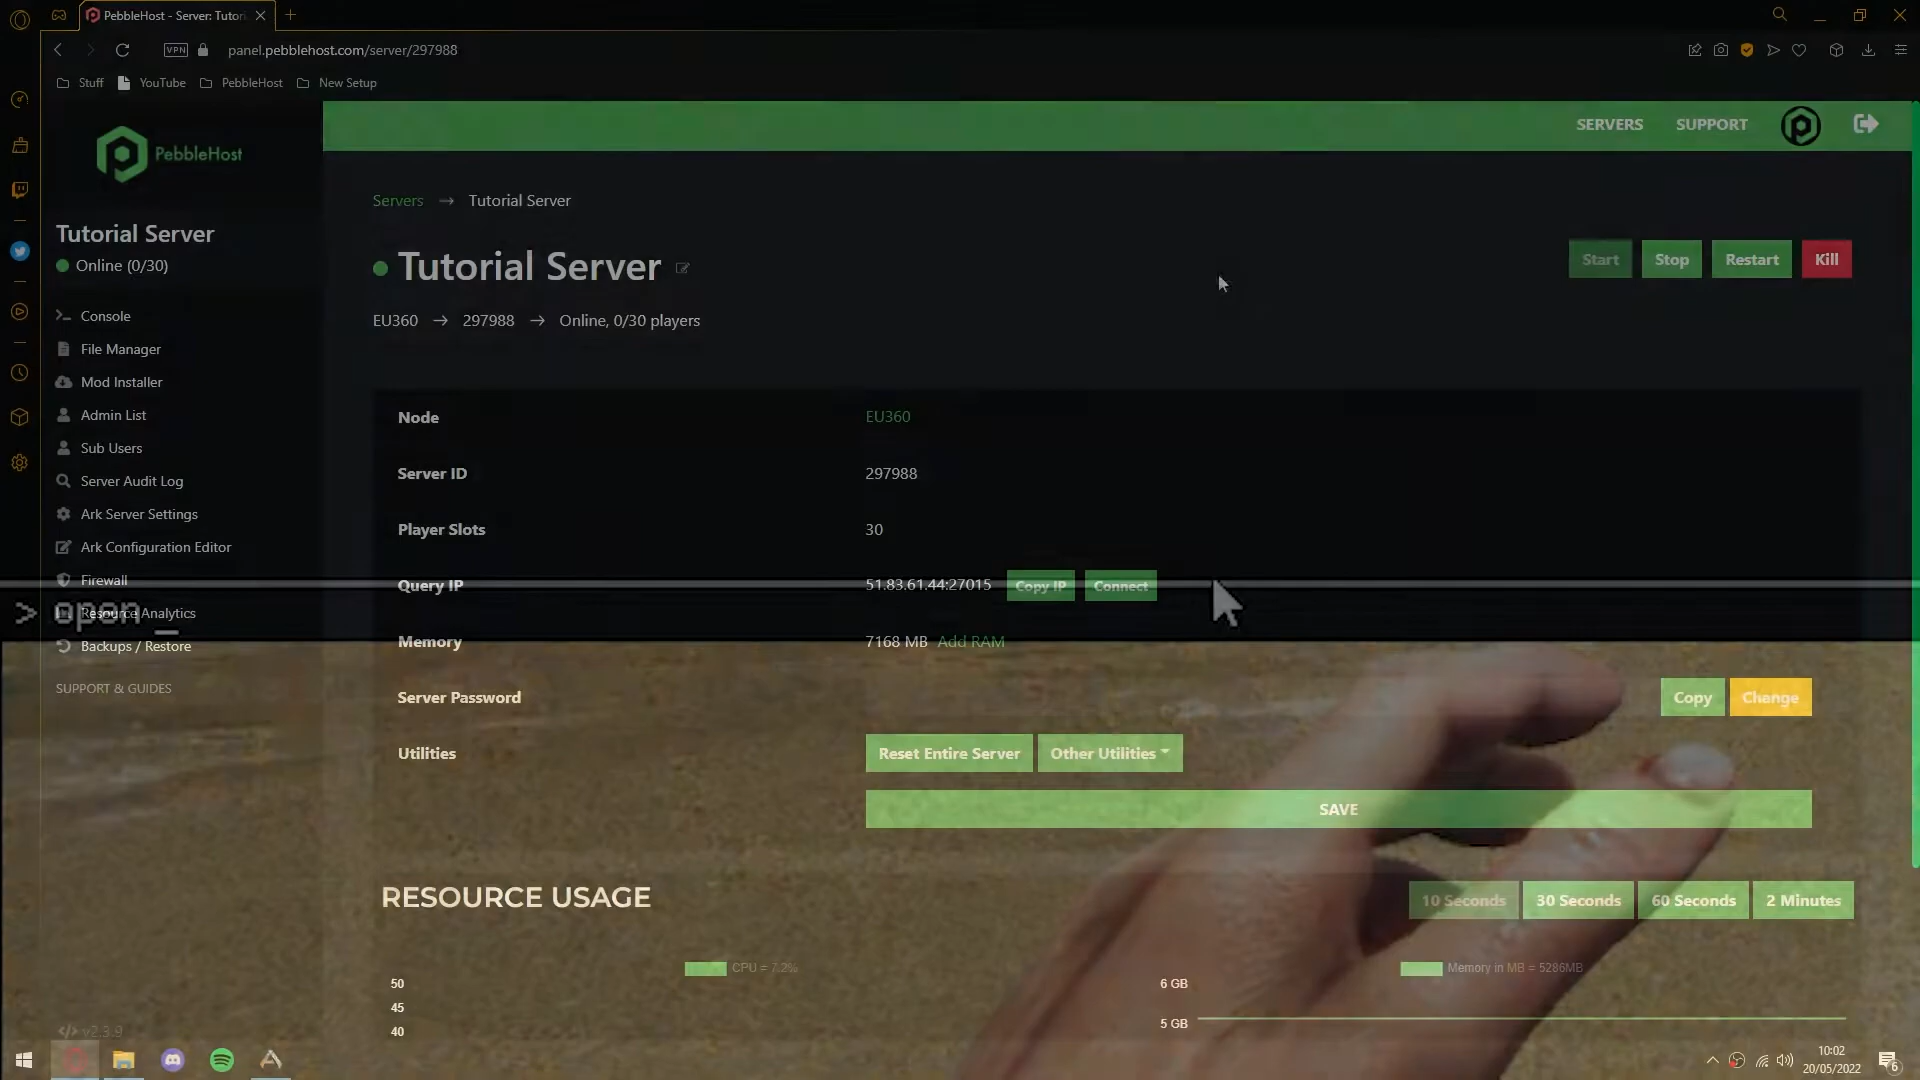 PebbleHost - Server: Tutori
VPN
panel.pebblehost.com/server/297988
Stuff
YouTube
PebbleHost
New Setup
PebbleHost
SERVERS
SUPPORT
Tutorial Server
Online (0/30)
Console
File Manager
Mod Installer
Admin List
Sub Users
Server Audit Log
Ark Server Settings
Ark Configuration Editor
Firewall
Resource Analytics
Backups / Restore
SUPPORT & GUIDES
v2.3.9
> open _
Servers → Tutorial Server
Tutorial Server
Start
Stop
Restart
Kill
EU360 → 297988 → Online, 0/30 players
Node EU360
Server ID 297988
Player Slots 30
Query IP 51.83.61.44:27015 Copy IP Connect
Memory 7168 MB Add RAM
Server Password Copy Change
Utilities Reset Entire Server Other Utilities
SAVE
RESOURCE USAGE
10 Seconds
30 Seconds
60 Seconds
2 Minutes
CPU = 7.2%
50
45
40
Memory in MB = 5286MB
6 GB
5 GB
10:02
20/05/2022
6